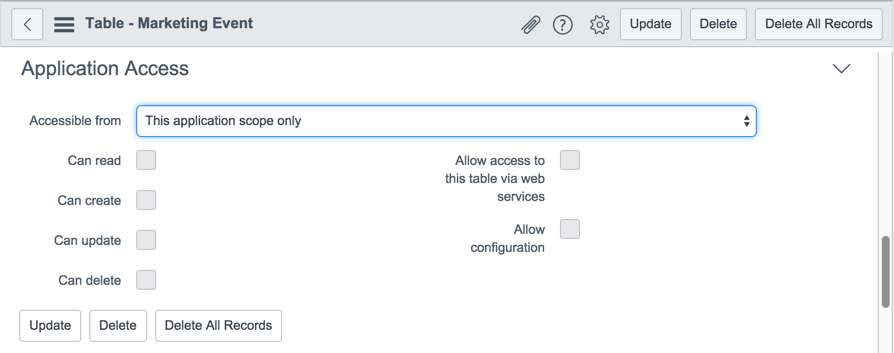 Table - Marketing Event
Update
Delete
Delete All Records
Application Access
Accessible from
This application scope only
Can read
Allow access to
this table via web
services
Can create
Can update
Allow
configuration
Can delete
Update
Delete
Delete All Records